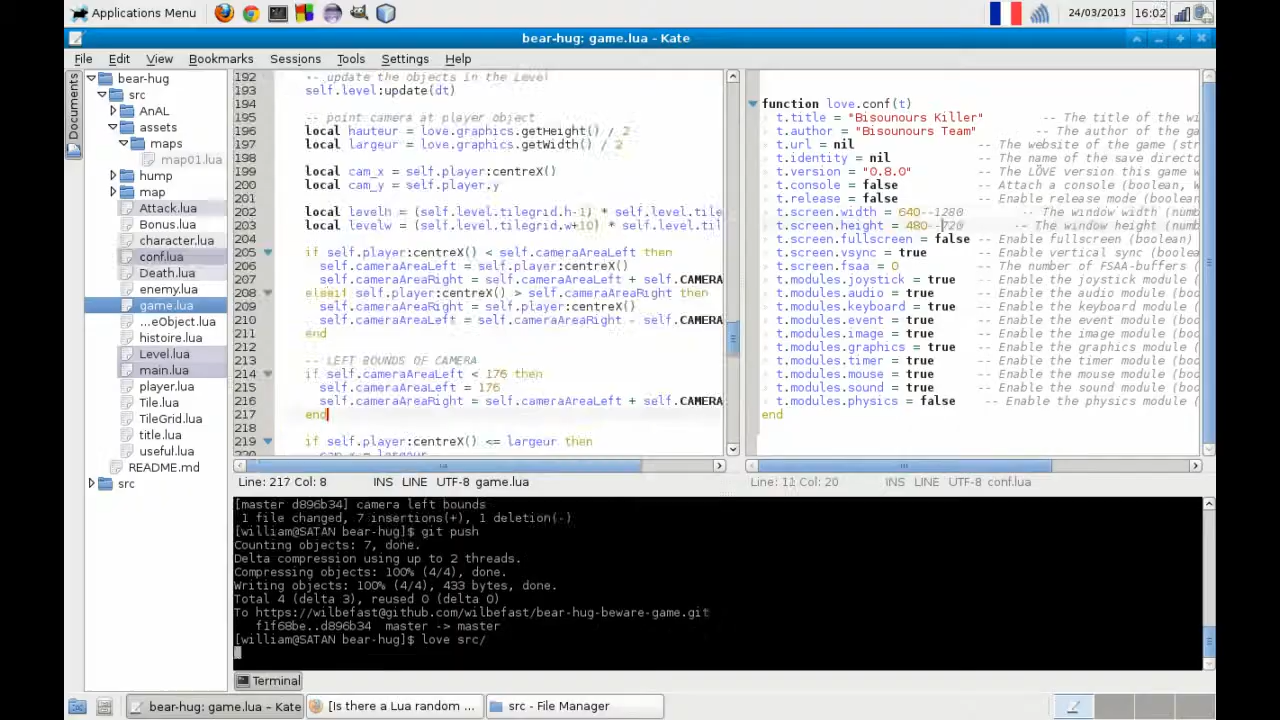 Applications Menu
24/03/2013
16:02
bear-hug: game.lua - Kate
File Edit View Bookmarks Sessions Tools Settings Help
Documents
bear-hug
src
AnAL
assets
maps
map01.lua
hump
map
Attack.lua
Bonus.lua
character.lua
conf.lua
Death.lua
enemy.lua
game.lua
...eObject.lua
histoire.lua
Level.lua
main.lua
player.lua
Tile.lua
TileGrid.lua
title.lua
useful.lua
README.md
src
192 -- update the objects in the Level
193 self.level:update(dt)
194
195 -- point camera at player object
196 local hauteur = love.graphics.getHeight() / 2
197 local largeur = love.graphics.getWidth() / 2
198
199 local cam_x = self.player:centreX()
200 local cam_y = self.player.y
201
202 local levelh = (self.level.tilegrid.h-1) * self.level.tile
203 local levelw = (self.level.tilegrid.w+10) * self.level.til
204
205 if self.player:centreX() < self.cameraAreaLeft then
206 self.cameraAreaLeft = self.player:centreX()
207 self.cameraAreaRight = self.cameraAreaLeft + self.CAMERA
208 elseif self.player:centreX() > self.cameraAreaRight then
209 self.cameraAreaRight = self.player:centreX()
210 self.cameraAreaLeft = self.cameraAreaRight - self.CAMERA
211 end
212
213 -- LEFT BOUNDS OF CAMERA
214 if self.cameraAreaLeft < 176 then
215 self.cameraAreaLeft = 176
216 self.cameraAreaRight = self.cameraAreaLeft + self.CAMERA
217 end
218
219 if self.player:centreX() <= largeur then
220 cam_x = largeur
Line: 217 Col: 8 INS LINE UTF-8 game.lua
function love.conf(t)
t.title = "Bisounours Killer" -- The title of the wi
t.author = "Bisounours Team" -- The author of the ga
t.url = nil -- The website of the game (str
t.identity = nil -- The name of the save directo
t.version = "0.8.0" -- The LÖVE version this game w
t.console = false -- Attach a console (boolean, W
t.release = false -- Enable release mode (boolean
t.screen.width = 640--1280 -- The window width (numb
t.screen.height = 480--720 -- The window height (num
t.screen.fullscreen = false -- Enable fullscreen (boolean)
t.screen.vsync = true -- Enable vertical sync (boolean
t.screen.fsaa = 0 -- The number of FSAA-buffers (
t.modules.joystick = true -- Enable the joystick module (
t.modules.audio = true -- Enable the audio module (boo
t.modules.keyboard = true -- Enable the keyboard module (
t.modules.event = true -- Enable the event module (boo
t.modules.image = true -- Enable the image module (boo
t.modules.graphics = true -- Enable the graphics module (
t.modules.timer = true -- Enable the timer module (boo
t.modules.mouse = true -- Enable the mouse module (boo
t.modules.sound = true -- Enable the sound module (boo
t.modules.physics = false -- Enable the physics module (
end
Line: 11 Col: 20 INS LINE UTF-8 conf.lua
[master d896b34] camera left bounds
1 file changed, 7 insertions(+), 1 deletion(-)
[william@SATAN bear-hug]$ git push
Counting objects: 7, done.
Delta compression using up to 2 threads.
Compressing objects: 100% (4/4), done.
Writing objects: 100% (4/4), 433 bytes, done.
Total 4 (delta 3), reused 0 (delta 0)
To https://wilbefast@github.com/wilbefast/bear-hug-beware-game.git
f1f68be..d896b34 master -> master
[william@SATAN bear-hug]$ love src/
Terminal
bear-hug: game.lua - Kate
[Is there a Lua random ...
src - File Manager